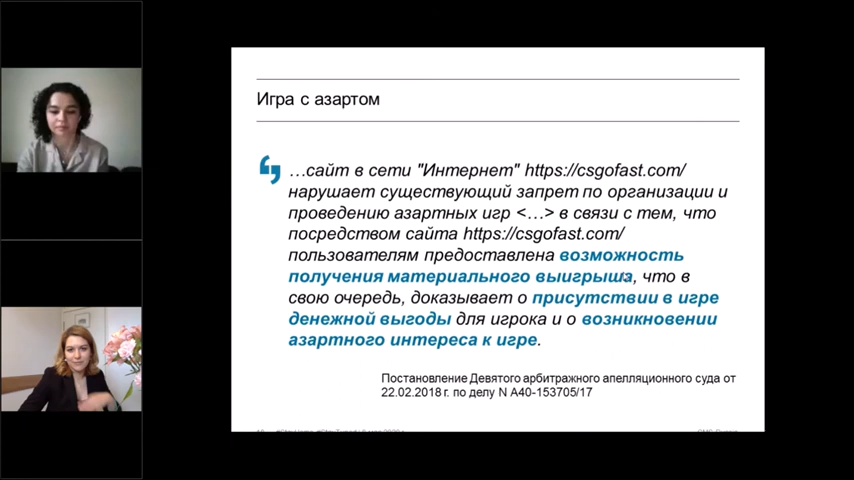 Игра с азартом
…сайт в сети "Интернет" https://csgofast.com/
нарушает существующий запрет по организации и
проведению азартных игр <…> в связи с тем, что
посредством сайта https://csgofast.com/
пользователям предоставлена возможность
получения материального выигрыша, что в
свою очередь, доказывает о присутствии в игре
денежной выгоды для игрока и о возникновении
азартного интереса к игре.
Постановление Девятого арбитражного апелляционного суда от
22.02.2018 г. по делу N А40-153705/17